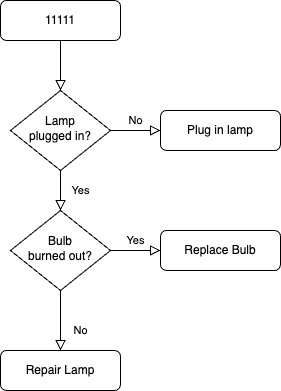 11111
Lamp
plugged in?
No
Plug in lamp
Yes
Bulb
burned out?
Yes
Replace Bulb
No
Repair Lamp